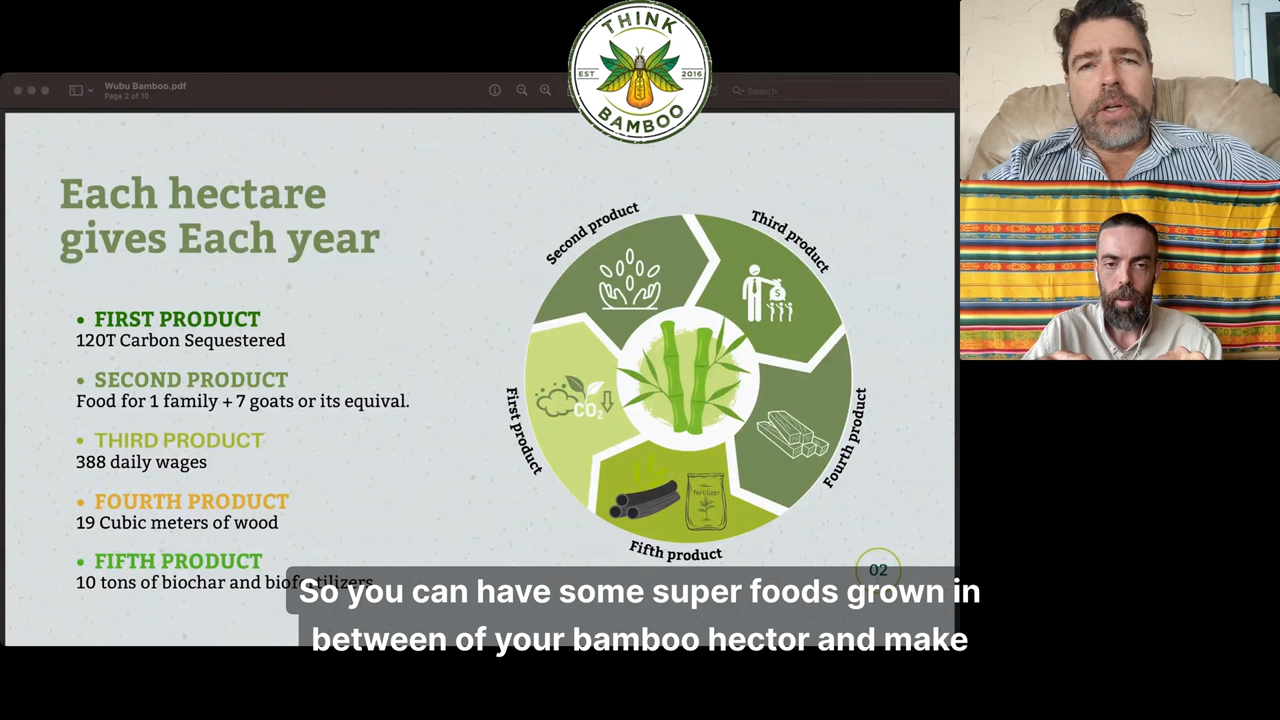 THINK
EST 2016
BAMBOO
Wubu Bamboo.pdf
Page 2 of 10
Search
Each hectare
gives Each year
• FIRST PRODUCT
120T Carbon Sequestered
• SECOND PRODUCT
Food for 1 family + 7 goats or its equival.
• THIRD PRODUCT
388 daily wages
• FOURTH PRODUCT
19 Cubic meters of wood
• FIFTH PRODUCT
10 tons of biochar and biofertilizers
Second product
Third product
First product
CO2
Fourth product
fertilizer
Fifth product
02
So you can have some super foods grown in
between of your bamboo hector and make